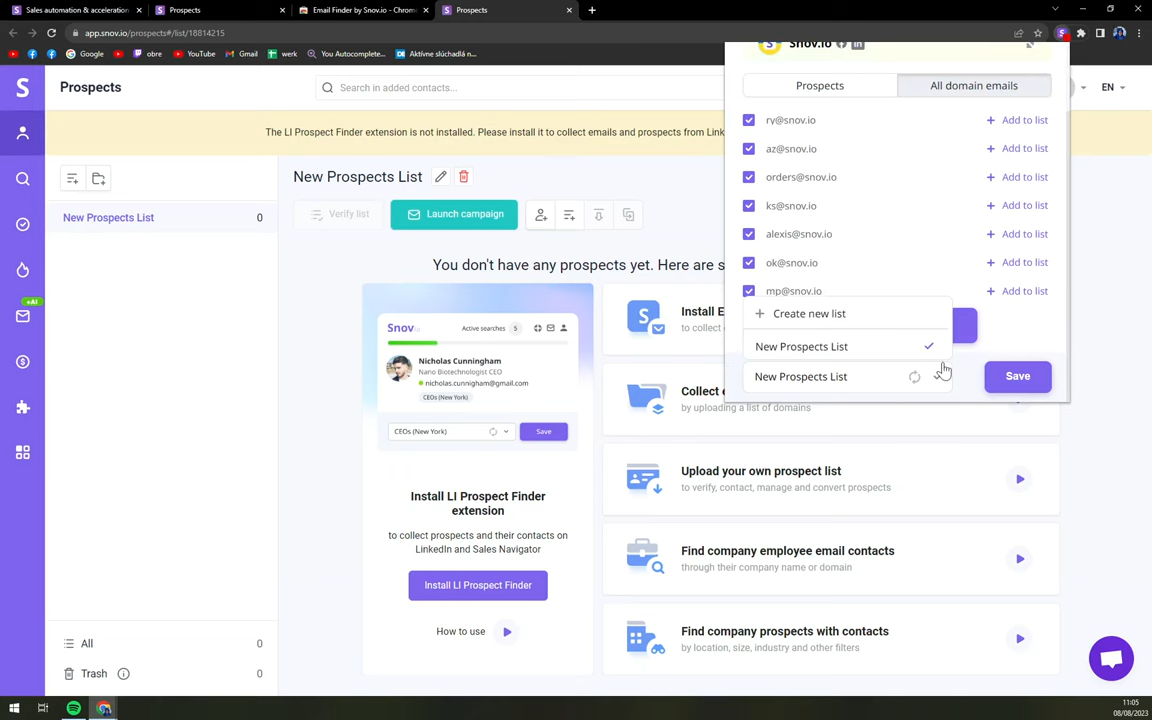 Sales automation & acceleration
Prospects
Email Finder by Snov.io – Chrom
Prospects
app.snov.io/prospects#/list/18814215
Google
YouTube
obre
YouTube
Gmail
werk
You Autocomplete...
Aktívne slúchadlá n...
Prospects
Search in added contacts...
EN
The LI Prospect Finder extension is not installed. Please install it to collect emails and prospects from Link
New Prospects List
New Prospects List 0
Verify list
Launch campaign
+AI
You don't have any prospects yet. Here are s
Snov.io
Prospects
All domain emails
ry@snov.io + Add to list
az@snov.io + Add to list
orders@snov.io + Add to list
ks@snov.io + Add to list
alexis@snov.io + Add to list
ok@snov.io + Add to list
mp@snov.io + Add to list
+ Create new list
New Prospects List
New Prospects List
Save
Snov.io
Active searches 5
Nicholas Cunningham
Nano Biotechnologist CEO
nicholas.cunnigham@gmail.com
CEOs (New York)
CEOs (New York)
Save
Install LI Prospect Finder
extension
to collect prospects and their contacts on
LinkedIn and Sales Navigator
Install LI Prospect Finder
How to use
S
Install E
to collect
Collect e
by uploading a list of domains
Upload your own prospect list
to verify, contact, manage and convert prospects
Find company employee email contacts
through their company name or domain
Find company prospects with contacts
by location, size, industry and other filters
All 0
Trash 0
11:05
08/08/2023